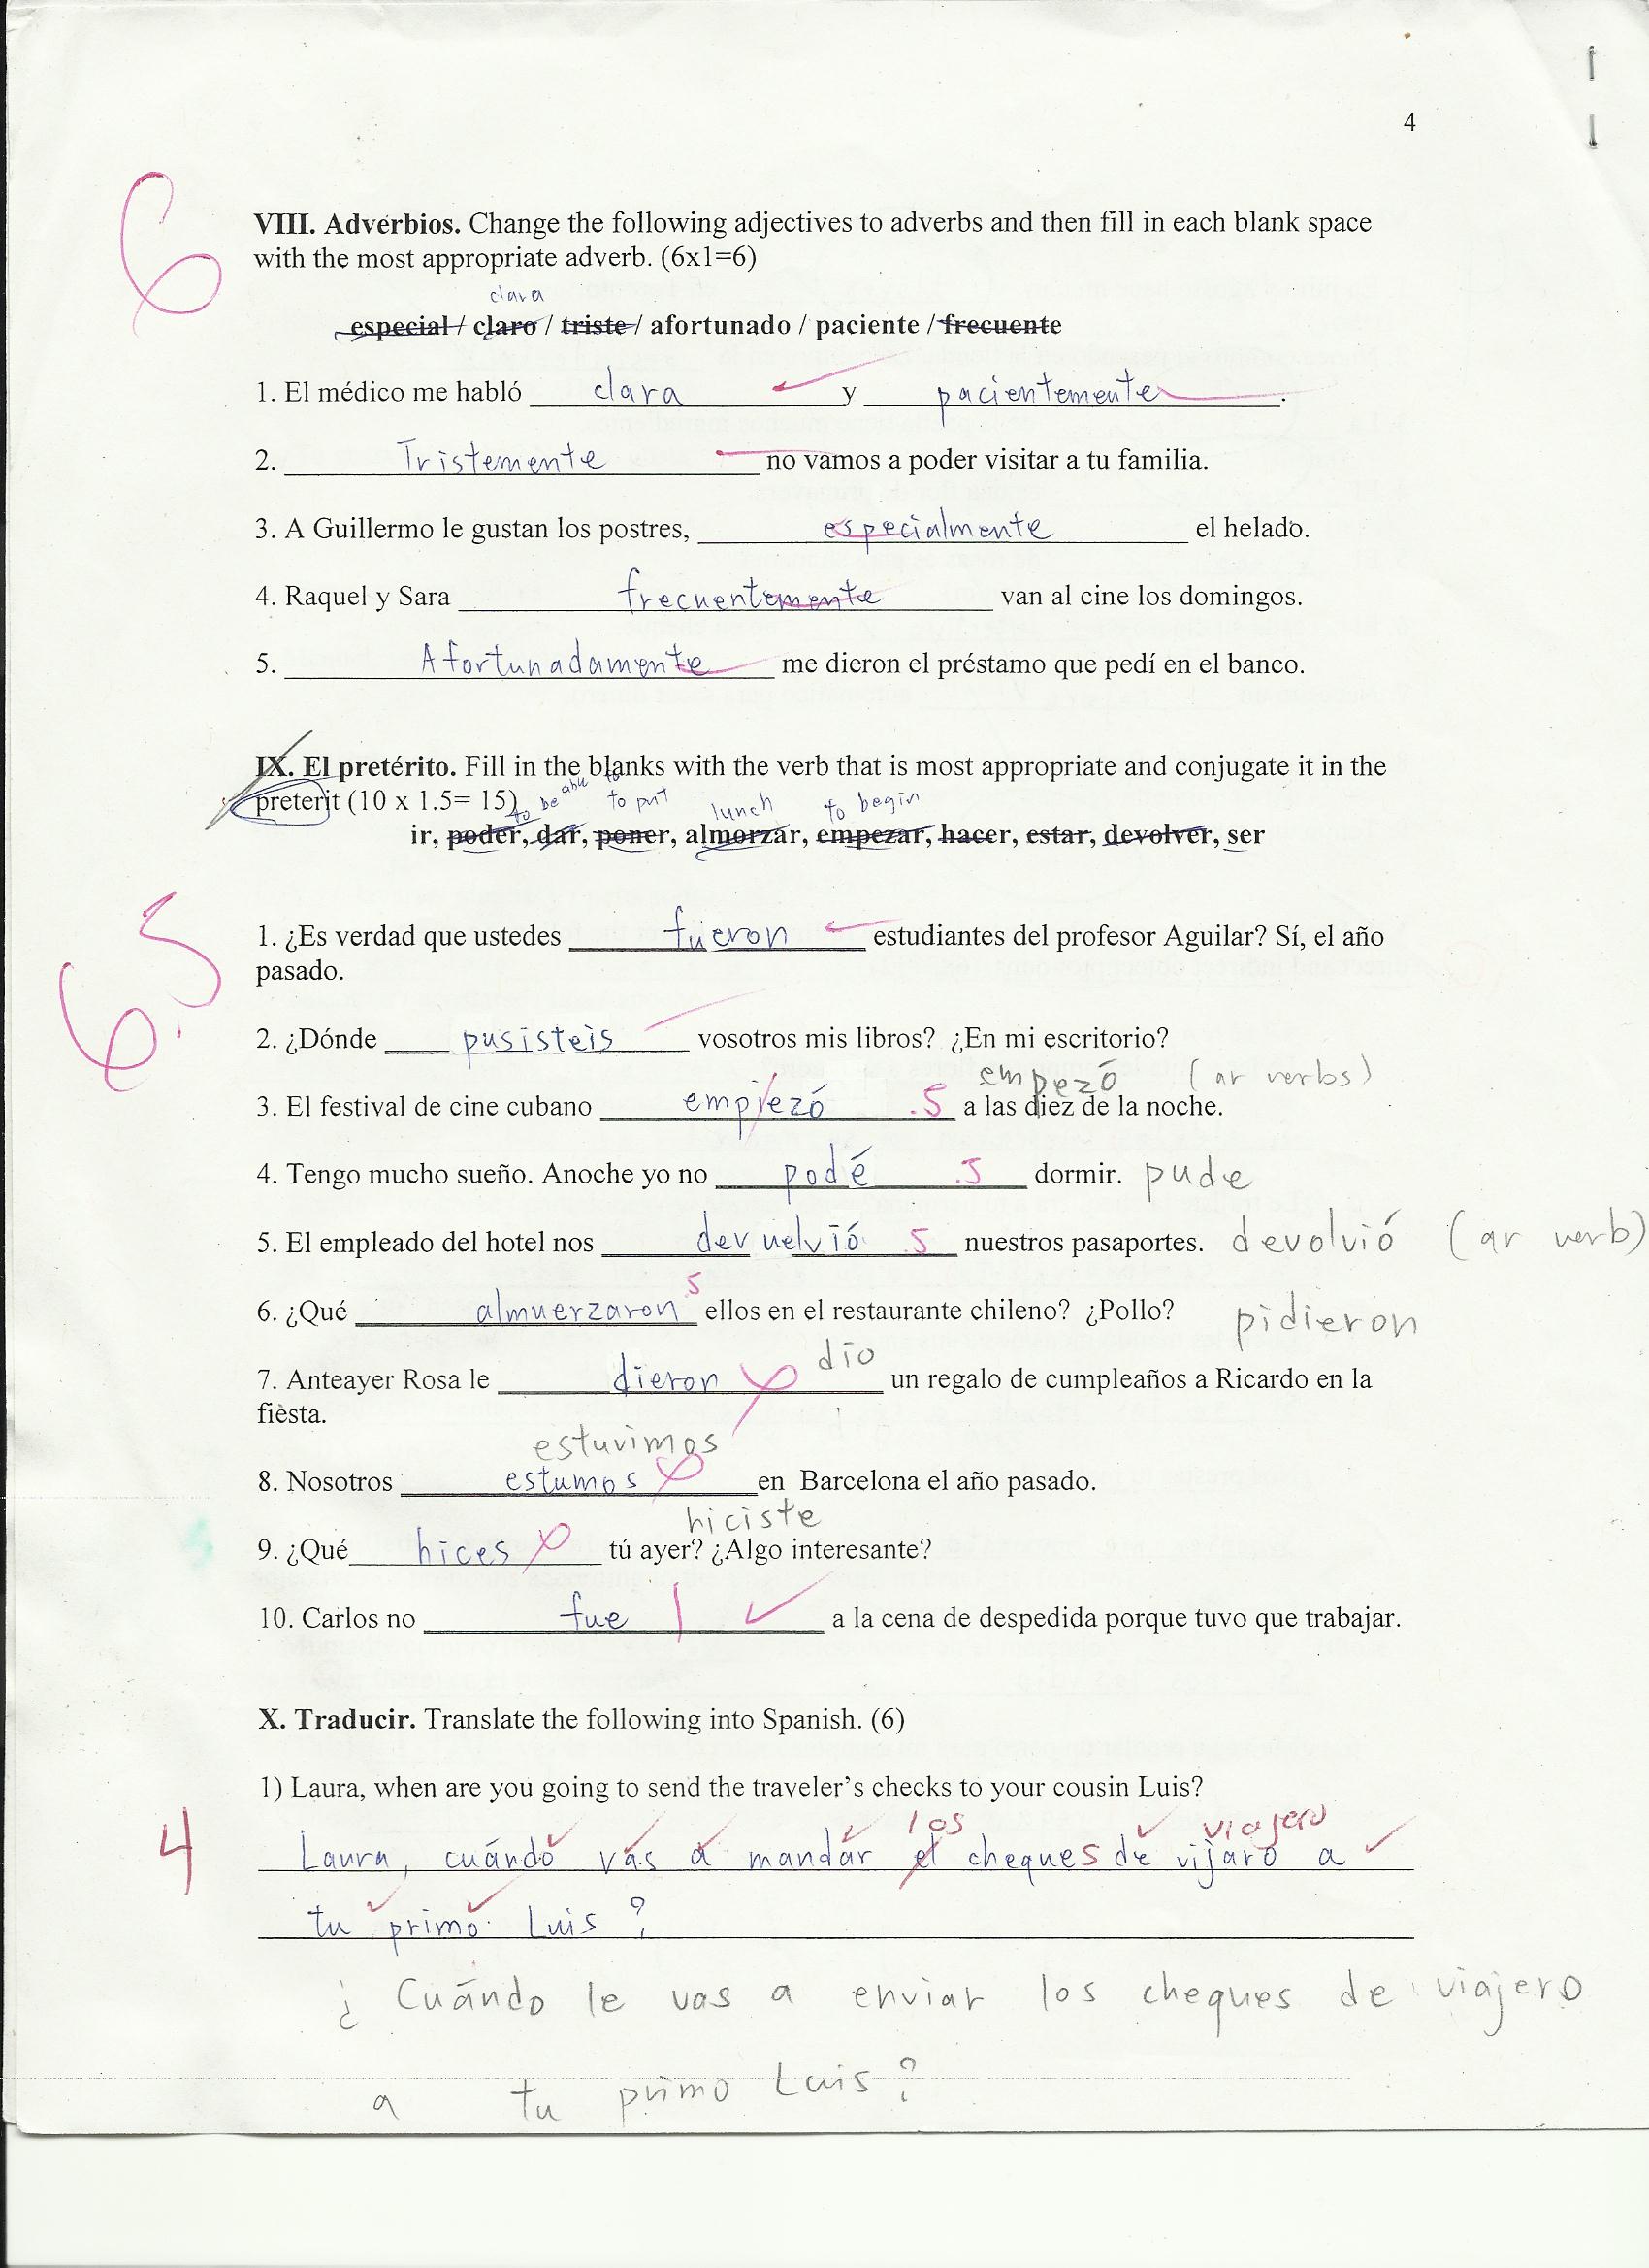 4
6
VIII. Adverbios. Change the following adjectives to adverbs and then fill in each blank space
with the most appropriate adverb. (6x1=6)
clara
especial / claro / triste / afortunado / paciente / frecuente
1. El médico me habló clara y pacientemente.
2. Tristemente no vamos a poder visitar a tu familia.
3. A Guillermo le gustan los postres, especialmente el helado.
4. Raquel y Sara frecuentemente van al cine los domingos.
5. Afortunadamente me dieron el préstamo que pedí en el banco.
IX. El pretérito. Fill in the blanks with the verb that is most appropriate and conjugate it in the
preterit (10 x 1.5= 15) to be able to to put lunch to begin
ir, poder, dar, poner, almorzar, empezar, hacer, estar, devolver, ser
6.5
1. ¿Es verdad que ustedes fueron estudiantes del profesor Aguilar? Sí, el año
pasado.
2. ¿Dónde pusisteis vosotros mis libros? ¿En mi escritorio?
empezó (ar verbs)
3. El festival de cine cubano empiezó .5 a las diez de la noche.
4. Tengo mucho sueño. Anoche yo no podé .5 dormir. pude
5. El empleado del hotel nos devuelvió .5 nuestros pasaportes. devolvió (ar verb)
6. ¿Qué almuerzaron 5 ellos en el restaurante chileno? ¿Pollo? pidieron
dio
7. Anteayer Rosa le dieron un regalo de cumpleaños a Ricardo en la
fiesta.
estuvimos
8. Nosotros estumos en Barcelona el año pasado.
hiciste
9. ¿Qué hices tú ayer? ¿Algo interesante?
10. Carlos no fue a la cena de despedida porque tuvo que trabajar.
X. Traducir. Translate the following into Spanish. (6)
1) Laura, when are you going to send the traveler's checks to your cousin Luis?
4
los viajero
Laura, cuándo vas a mandar el cheques de vijaro a
tu primo Luis?
¿Cuándo le vas a enviar los cheques de viajero
a tu primo Luis?